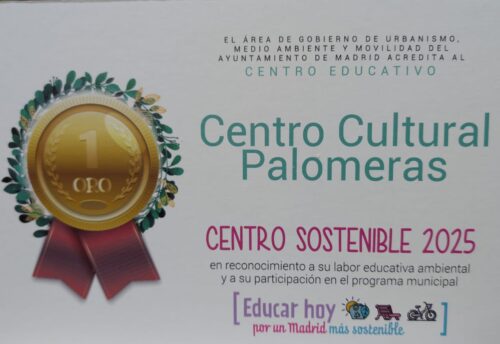 EL ÁREA DE GOBIERNO DE URBANISMO,
MEDIO AMBIENTE Y MOVILIDAD DEL
AYUNTAMIENTO DE MADRID ACREDITA AL
CENTRO EDUCATIVO
Centro Cultural
Palomeras
1
ORO
CENTRO SOSTENIBLE 2025
en reconocimiento a su labor educativa ambiental
y a su participación en el programa municipal
[Educar hoy
por un Madrid más sostenible]